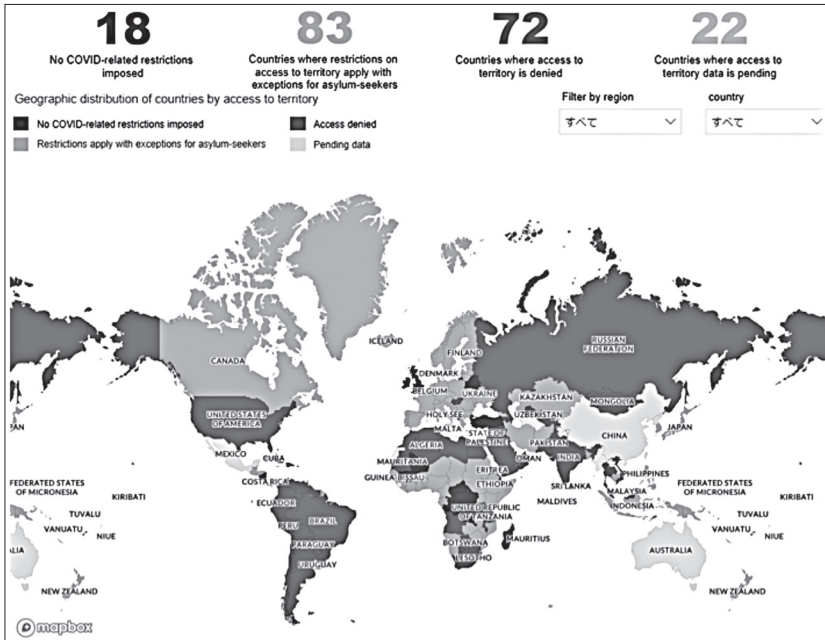 18
83
72
22
No COVID-related restrictions
imposed
Countries where restrictions on
access to territory apply with
exceptions for asylum-seekers
Countries where access to
territory is denied
Countries where access to
territory data is pending
Geographic distribution of countries by access to territory
Filter by region
country
No COVID-related restrictions imposed
Access denied
すべて
すべて
Restrictions apply with exceptions for asylum-seekers
Pending data
ICELAND
RUSSIAN
FEDERATION
CANADA
FINLAND
DENMARK
BELGIUM
UKRAINE
KAZAKHSTAN
MONGOLIA
UNITED STATES
OF AMERICA
HOLY SEE
UZBEKISTAN
PAN
JAPAN
MALTA
STATE OF
PALESTINE
CHINA
ALGERIA
PAKISTAN
MEXICO
CUBA
MAURITANIA
OMAN
INDIA
COSTA RICA
GUINEA-BISSAU
ERITREA
ETHIOPIA
SRI LANKA
PHILIPPINES
FEDERATED STATES
OF MICRONESIA
KIRIBATI
MALDIVES
MALAYSIA
FEDERATED STATES
OF MICRONESIA
KIRIBATI
ECUADOR
UNITED REPUBLIC
OF TANZANIA
INDONESIA
TUVALU
PERU
BRAZIL
TUVALU
VANUATU
NIUE
BOTSWANA
MAURITIUS
VANUATU
NIUE
PARAGUAY
LESOTHO
ALIA
AUSTRALIA
URUGUAY
NEW ZEALAND
NEW ZEALAND
mapbox